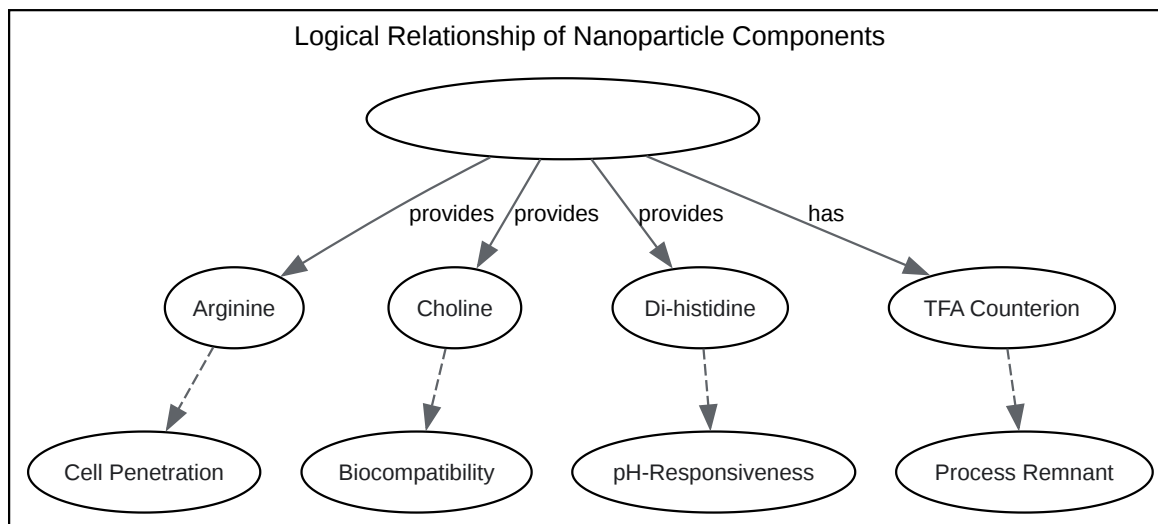 Logical Relationship of Nanoparticle Components
provides
provides
provides
has
Arginine
Choline
Di-histidine
TFA Counterion
Cell Penetration
Biocompatibility
pH-Responsiveness
Process Remnant